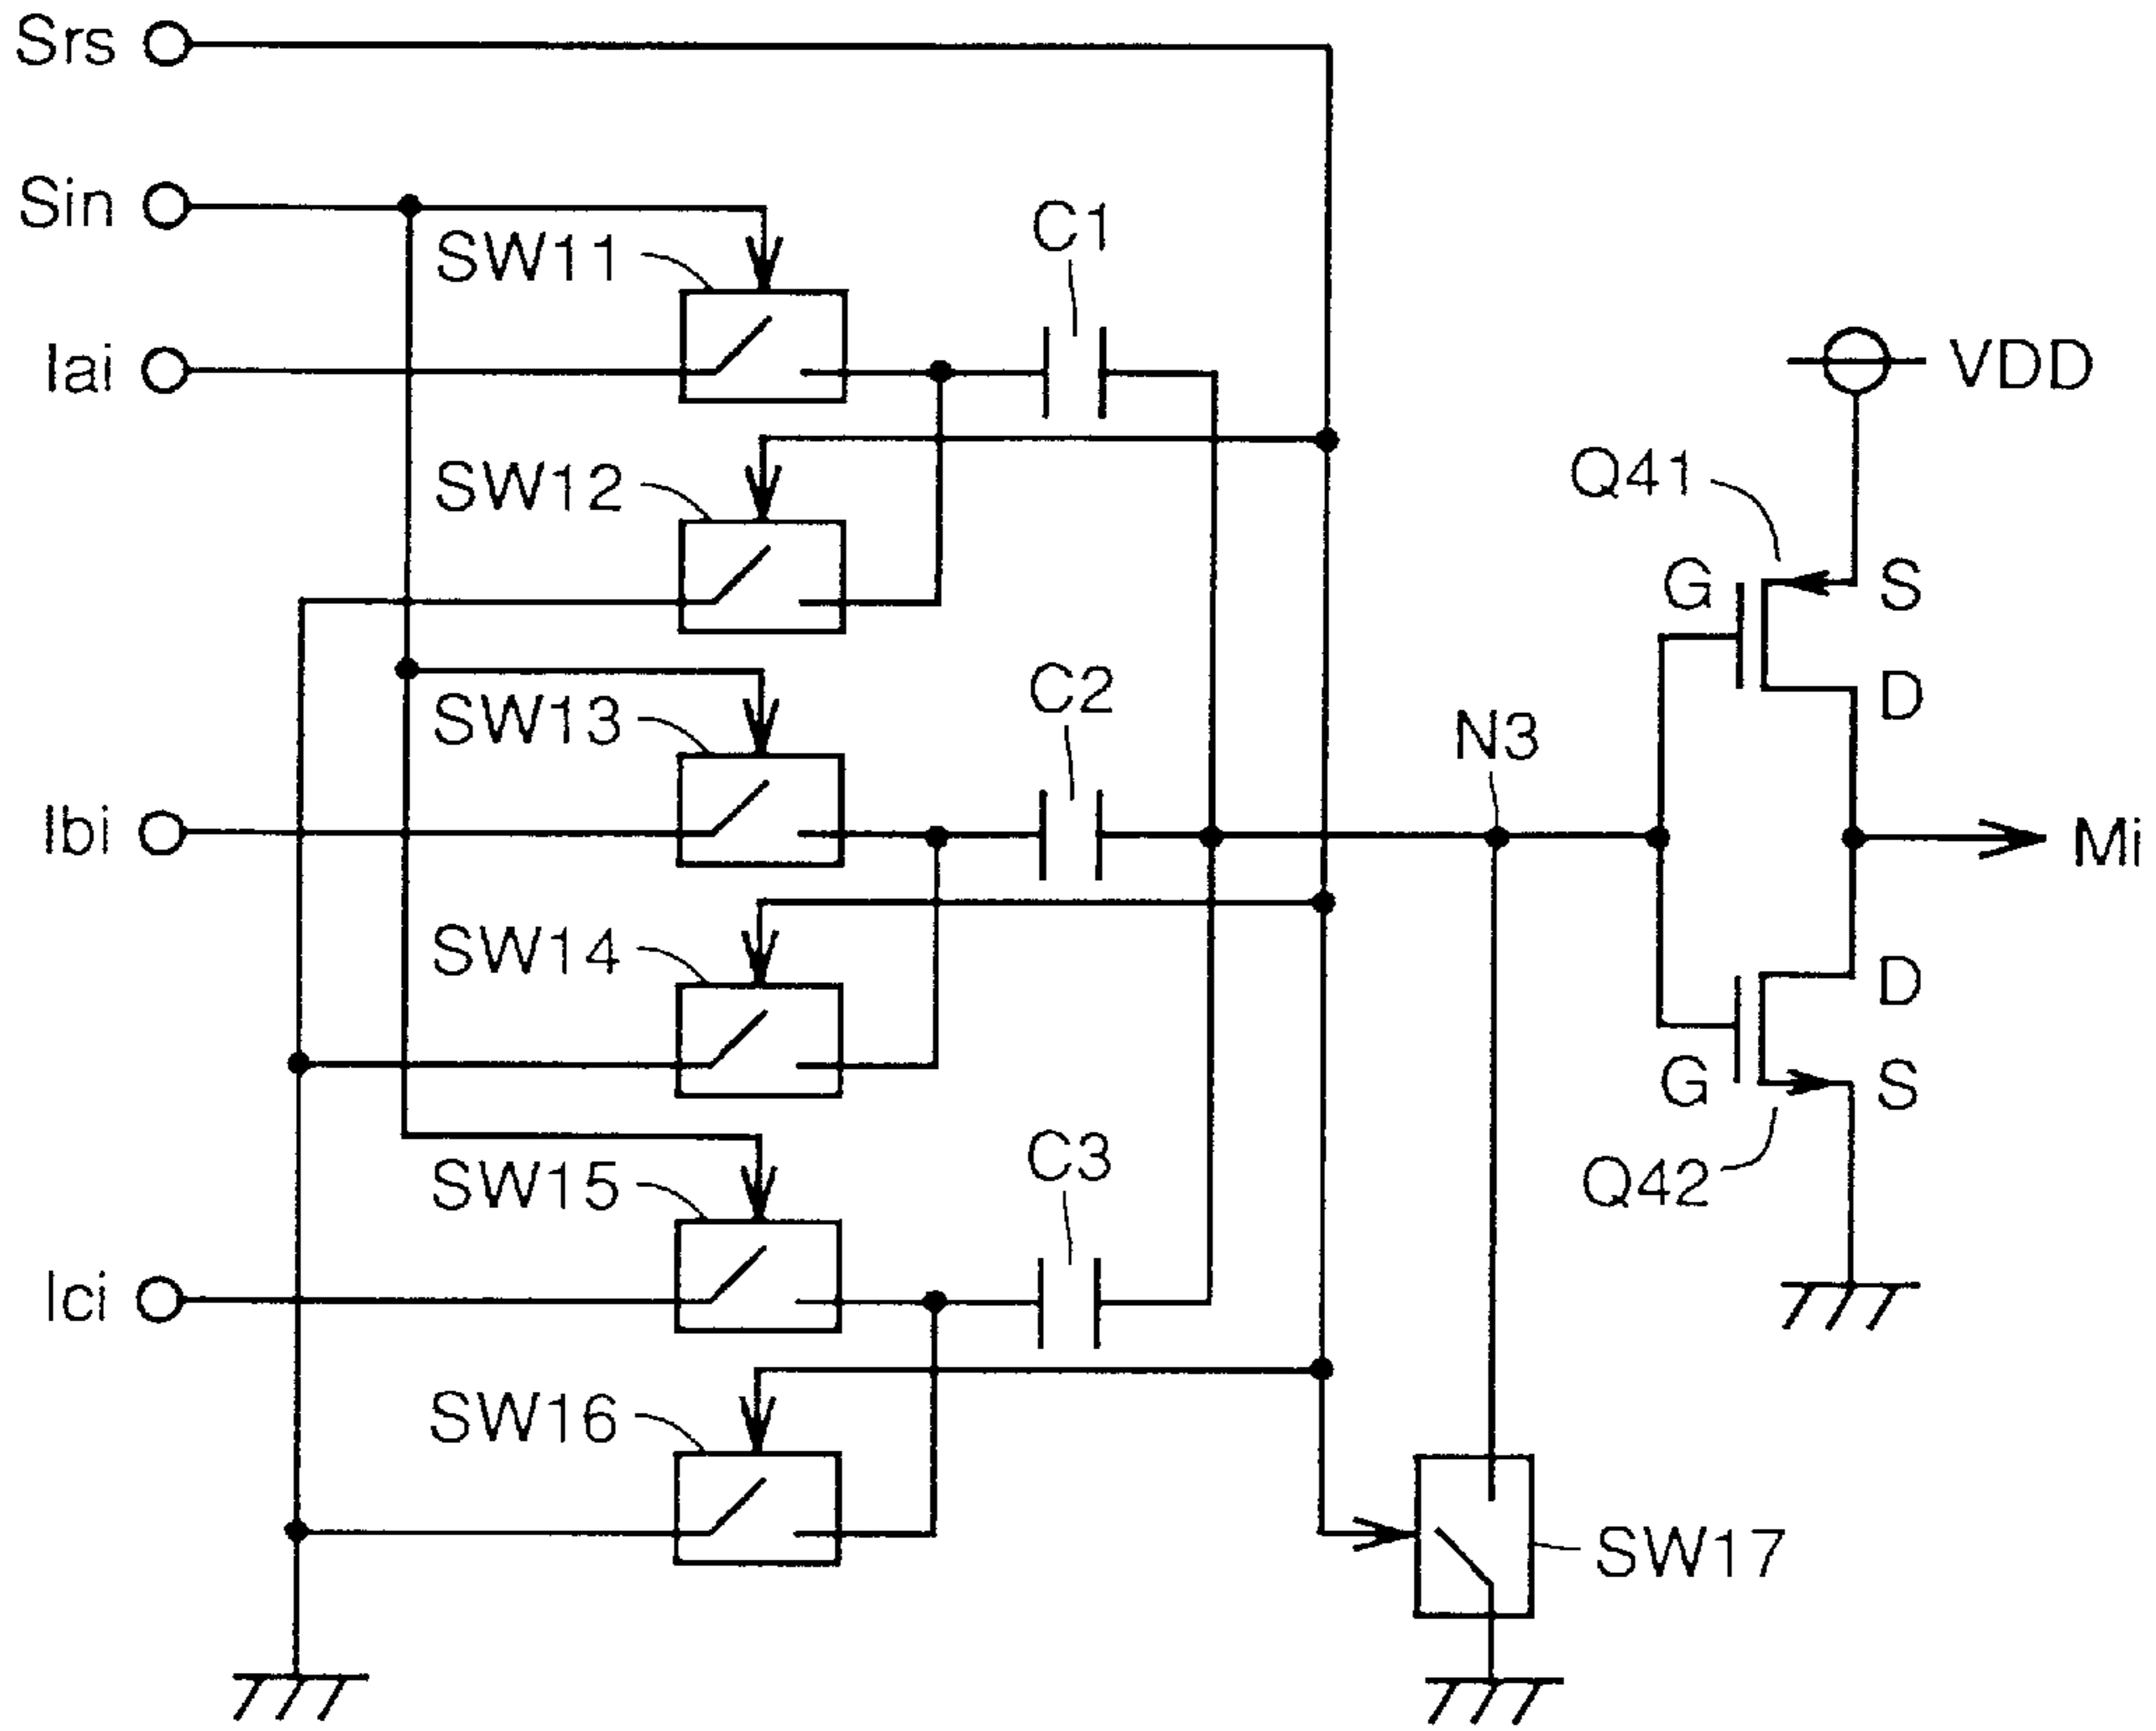 Srs
Sin
SW11
C1
Iai
VDD
SW12
Q41
G
S
SW13
C2
D
N3
Ibi
Mi
SW14
D
G
S
SW15
C3
Q42
Ici
SW16
SW17